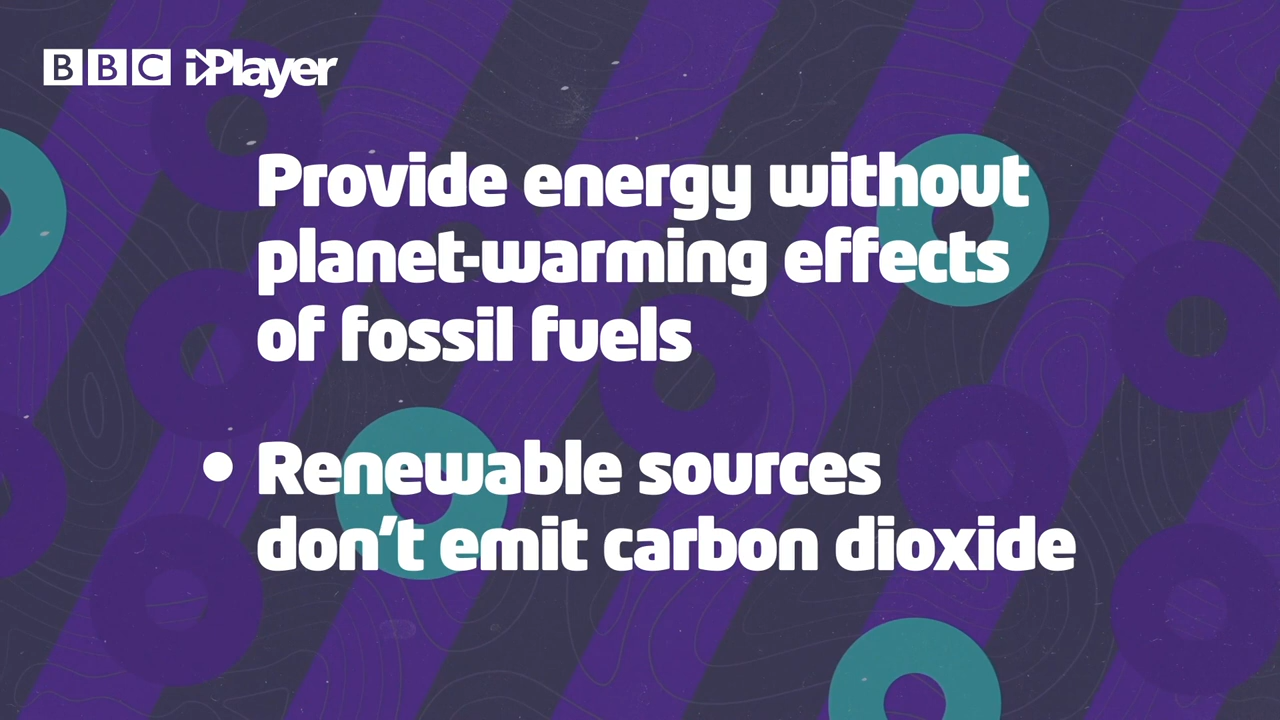 BBC iPlayer
Provide energy without
planet-warming effects
of fossil fuels
• Renewable sources
don't emit carbon dioxide